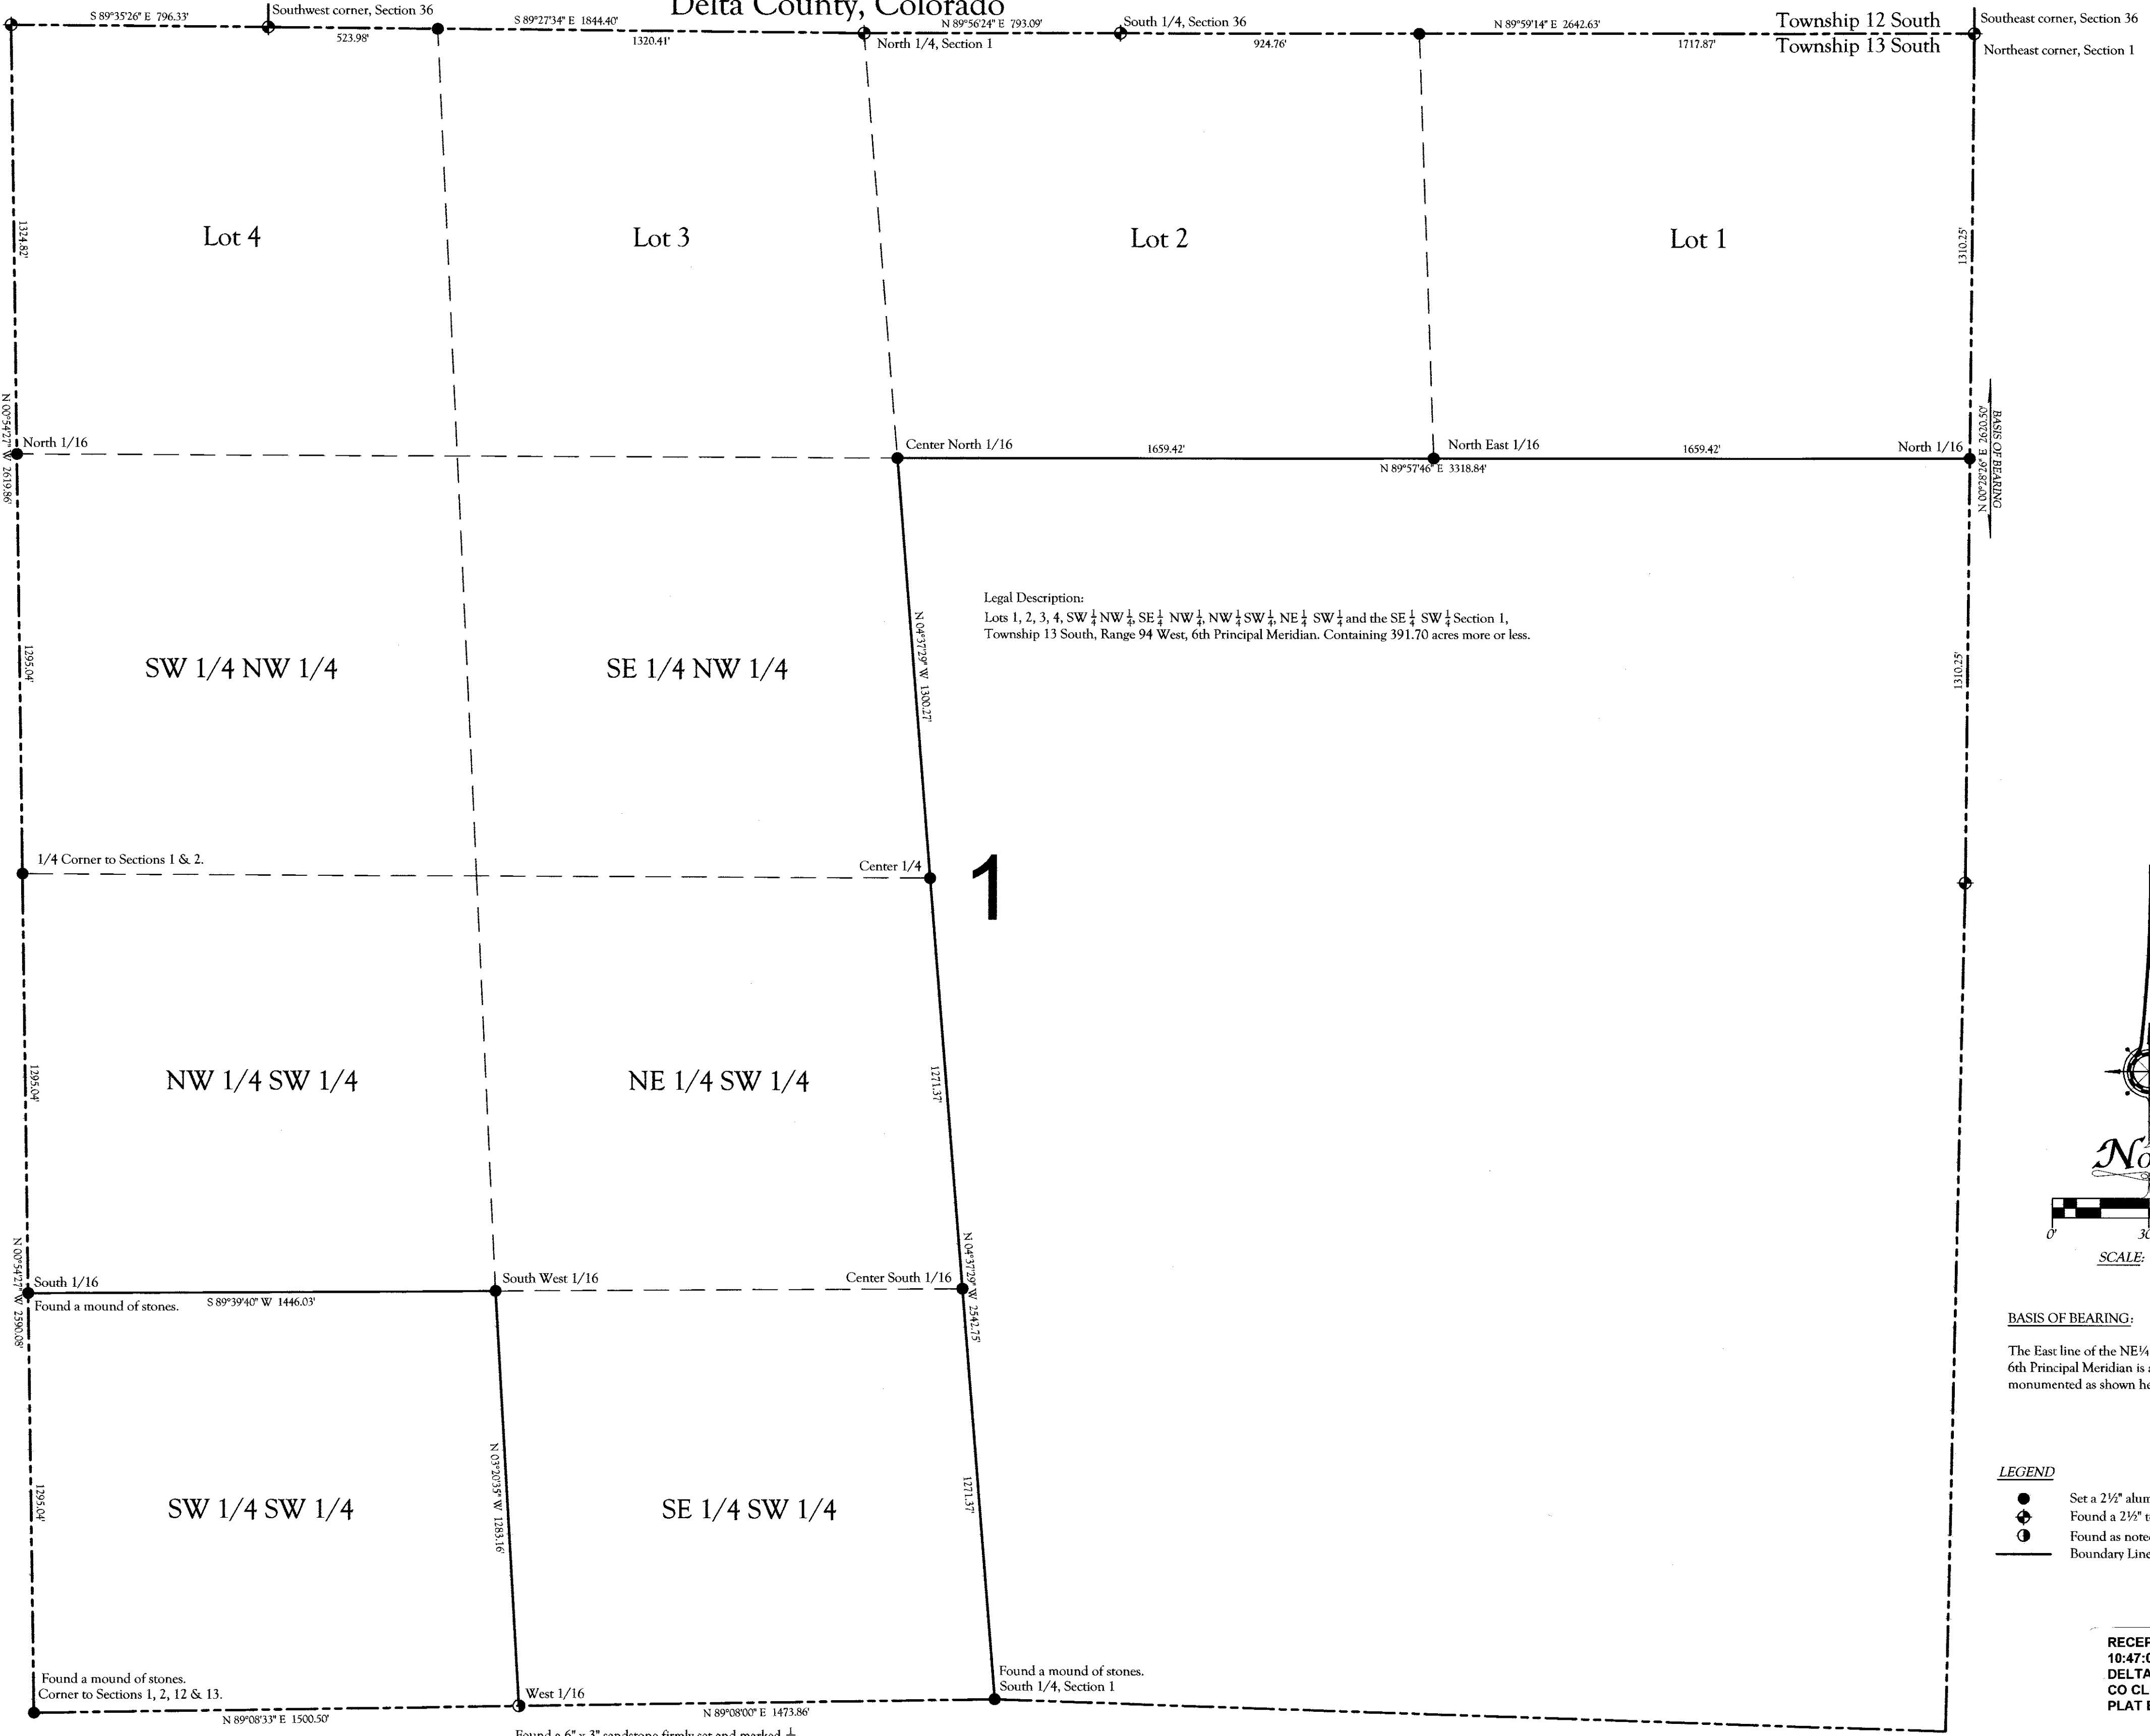 Delta County, Colorado
S 89°35'26" E 796.33'
Southwest corner, Section 36
523.98'
S 89°27'34" E 1844.40'
1320.41'
N 89°56'24" E 793.09'
North 1/4, Section 1
South 1/4, Section 36
924.76'
N 89°59'14" E 2642.63'
1717.87'
Township 12 South
Township 13 South
Southeast corner, Section 36
Northeast corner, Section 1
1324.82'
Lot 4
Lot 3
Lot 2
Lot 1
1310.25'
N 00°54'27" W 2619.86'
North 1/16
Center North 1/16
1659.42'
North East 1/16
1659.42'
North 1/16
N 89°57'46" E 3318.84'
N 00°28'26" E 2620.50'
BASIS OF BEARING
Legal Description:
Lots 1, 2, 3, 4, SW 1/4 NW 1/4, SE 1/4 NW 1/4, NW 1/4 SW 1/4, NE 1/4 SW 1/4 and the SE 1/4 SW 1/4 Section 1,
Township 13 South, Range 94 West, 6th Principal Meridian. Containing 391.70 acres more or less.
1295.04'
SW 1/4 NW 1/4
SE 1/4 NW 1/4
N 04°37'29" W 1300.27'
1310.25'
1/4 Corner to Sections 1 & 2.
Center 1/4
1
1295.04'
NW 1/4 SW 1/4
NE 1/4 SW 1/4
1271.37'
No
0'
30
SCALE:
N 00°54'27" W 2590.08'
South 1/16
Found a mound of stones.
S 89°39'40" W 1446.03'
South West 1/16
Center South 1/16
N 04°37'29" W 2542.75'
BASIS OF BEARING:
The East line of the NE¼
6th Principal Meridian is a
monumented as shown he
1295.04'
SW 1/4 SW 1/4
N 03°20'35" W 1283.16'
SE 1/4 SW 1/4
1271.37'
LEGEND
Set a 2½" alum
Found a 2½" t
Found as note
Boundary Line
Found a mound of stones.
Corner to Sections 1, 2, 12 & 13.
N 89°08'33" E 1500.50'
West 1/16
N 89°08'00" E 1473.86'
Found a mound of stones.
South 1/4, Section 1
Found a 6" x 3" sandstone firmly set and marked
RECEP
10:47:0
DELTA
CO CL
PLAT